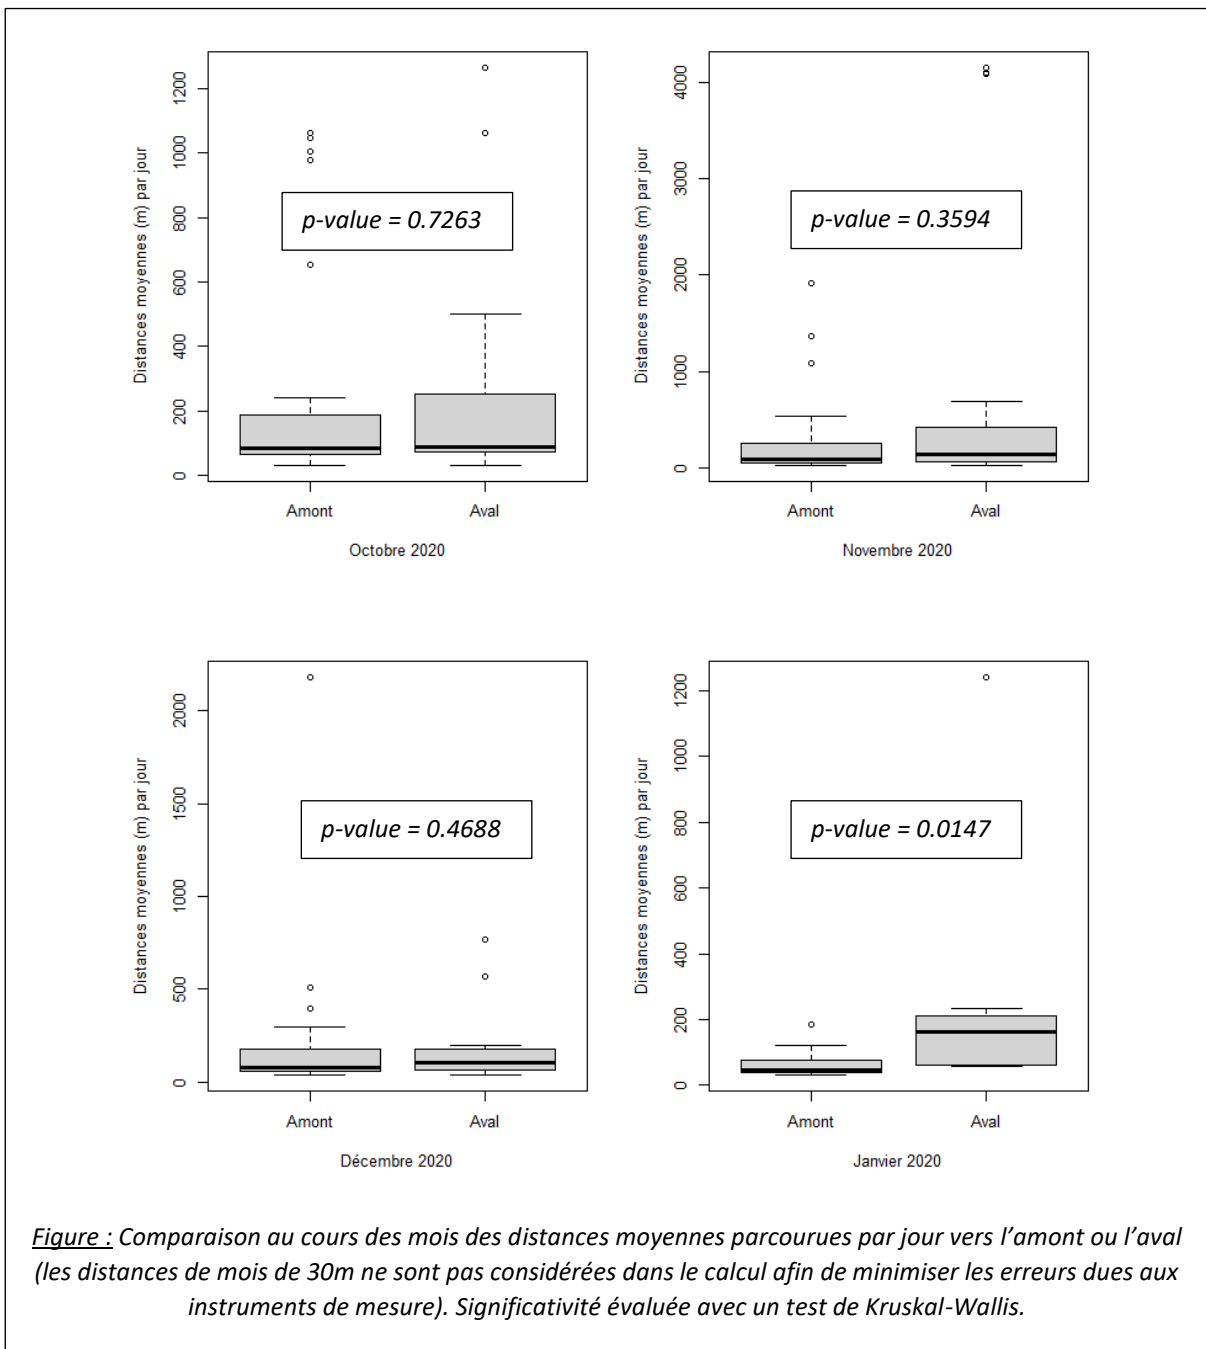 Distances moyennes (m) par jour
0
200
400
600
800
1000
1200
p-value = 0.7263
Amont
Aval
Octobre 2020
Distances moyennes (m) par jour
0
1000
2000
3000
4000
p-value = 0.3594
Amont
Aval
Novembre 2020
Distances moyennes (m) par jour
0
500
1000
1500
2000
p-value = 0.4688
Amont
Aval
Décembre 2020
Distances moyennes (m) par jour
0
200
400
600
800
1000
1200
p-value = 0.0147
Amont
Aval
Janvier 2020
Figure : Comparaison au cours des mois des distances moyennes parcourues par jour vers l’amont ou l’aval
(les distances de mois de 30m ne sont pas considérées dans le calcul afin de minimiser les erreurs dues aux
instruments de mesure). Significativité évaluée avec un test de Kruskal-Wallis.